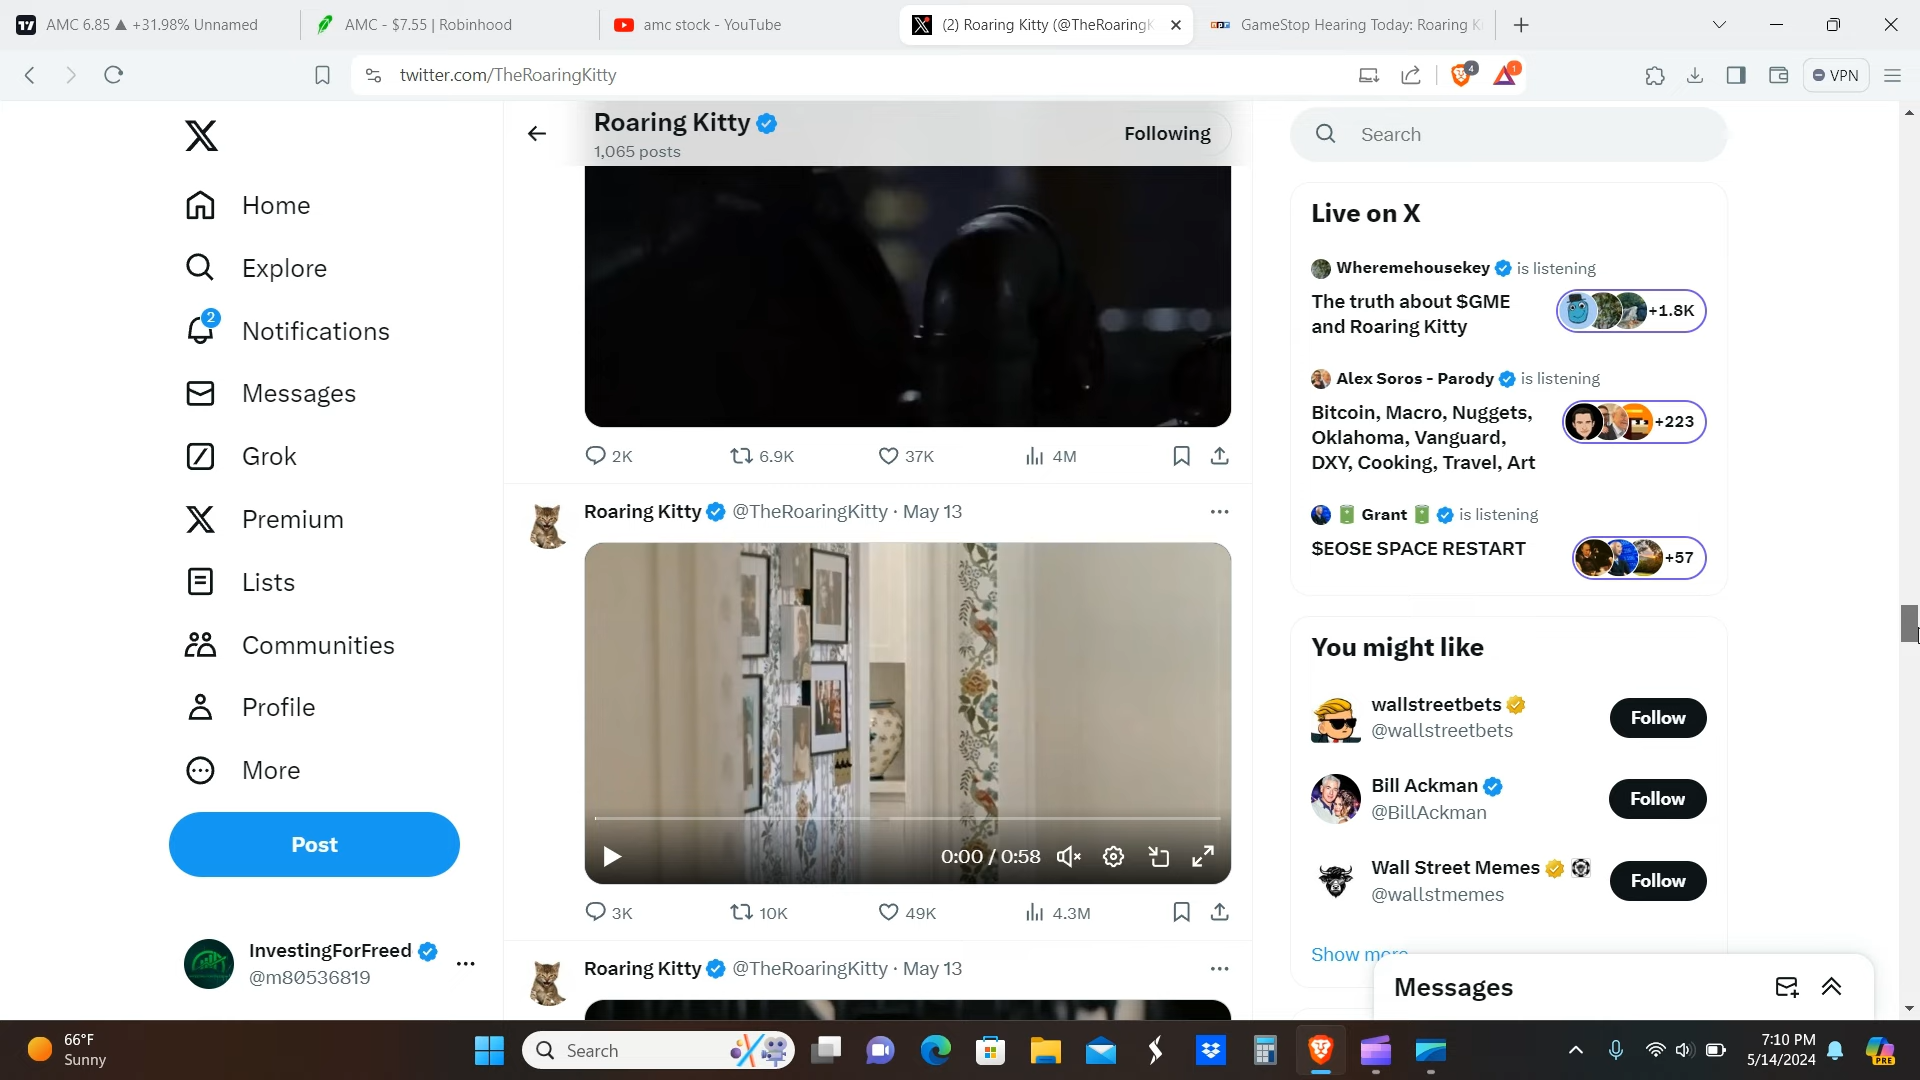 AMC 6.85 ▲ +31.98% Unnamed
AMC - $7.55 | Robinhood
amc stock - YouTube
(2) Roaring Kitty (@TheRoaringK
GameStop Hearing Today: Roaring K
twitter.com/TheRoaringKitty
4
1
VPN
Roaring Kitty
1,065 posts
Following
Home
Explore
2
Notifications
Messages
Grok
Premium
Lists
Communities
Profile
More
Post
InvestingForFreed
@m80536819
2K
6.9K
37K
4M
Roaring Kitty @TheRoaringKitty · May 13
0:00 / 0:58
3K
10K
49K
4.3M
Roaring Kitty @TheRoaringKitty · May 13
Search
Live on X
Wheremehousekey is listening
The truth about $GME
and Roaring Kitty
+1.8K
Alex Soros - Parody is listening
Bitcoin, Macro, Nuggets,
Oklahoma, Vanguard,
DXY, Cooking, Travel, Art
+223
Grant is listening
$EOSE SPACE RESTART
+57
You might like
wallstreetbets
@wallstreetbets
Follow
Bill Ackman
@BillAckman
Follow
Wall Street Memes
@wallstmemes
Follow
Show more
Messages
66°F
Sunny
Search
7:10 PM
5/14/2024
PRE